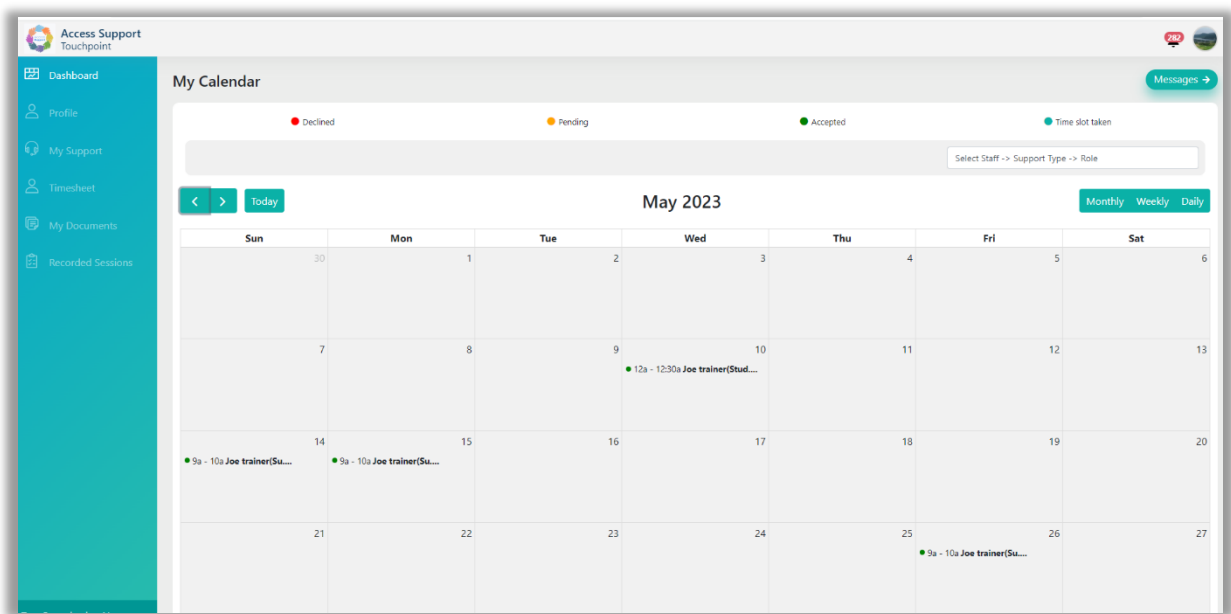 Access Support
Touchpoint
282
Dashboard
Profile
My Support
Timesheet
My Documents
Recorded Sessions
My Calendar
Messages →
Declined
Pending
Accepted
Time slot taken
Select Staff -> Support Type -> Role
< > Today
May 2023
Monthly Weekly Daily
Sun Mon Tue Wed Thu Fri Sat
30 1 2 3 4 5 6
7 8 9 10 11 12 13
12a - 12:30a Joe trainer(Stud....
14 15 16 17 18 19 20
9a - 10a Joe trainer(Su.... 9a - 10a Joe trainer(Su....
21 22 23 24 25 26 27
9a - 10a Joe trainer(Su....